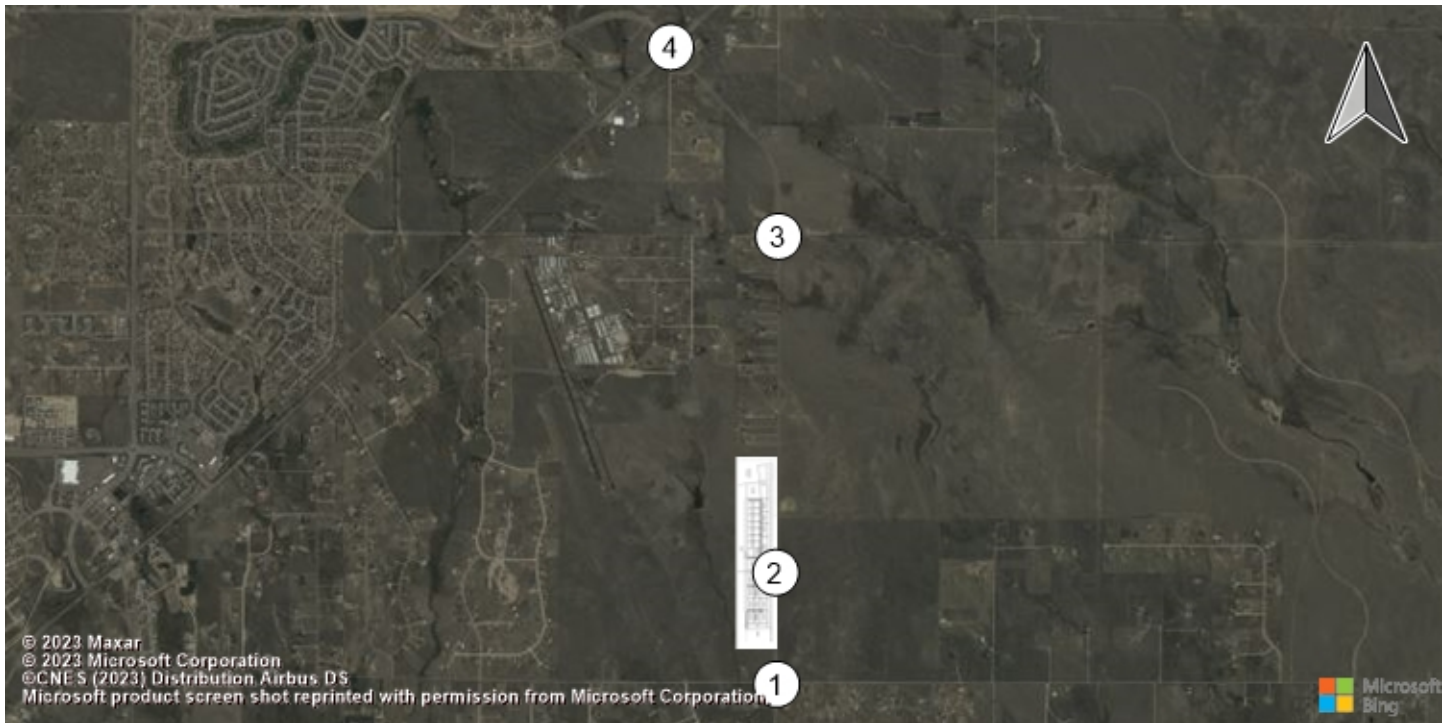 4
3
2
1
© 2023 Maxar
© 2023 Microsoft Corporation
©CNES (2023) Distribution Airbus DS
Microsoft product screen shot reprinted with permission from Microsoft Corporation
Microsoft
Bing